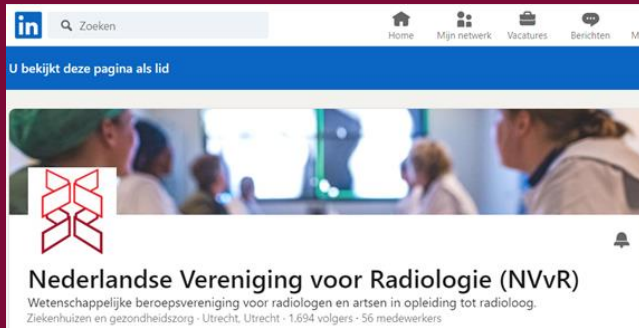 in
Zoeken
Home
Mijn netwerk
Vacatures
Berichten
M
U bekijkt deze pagina als lid
Nederlandse Vereniging voor Radiologie (NVvR)
Wetenschappelijke beroepsvereniging voor radiologen en artsen in opleiding tot radioloog.
Ziekenhuizen en gezondheidszorg · Utrecht, Utrecht · 1.694 volgers · 56 medewerkers